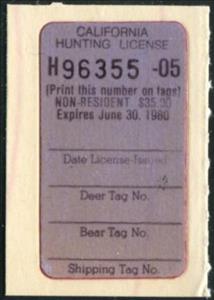 CALIFORNIA
HUNTING LICENSE
H96355 -05
(Print this number on tags)
NON-RESIDENT $35.00
Expires June 30, 1980
Date License Issued
Deer Tag No.
Bear Tag No.
Shipping Tag No.